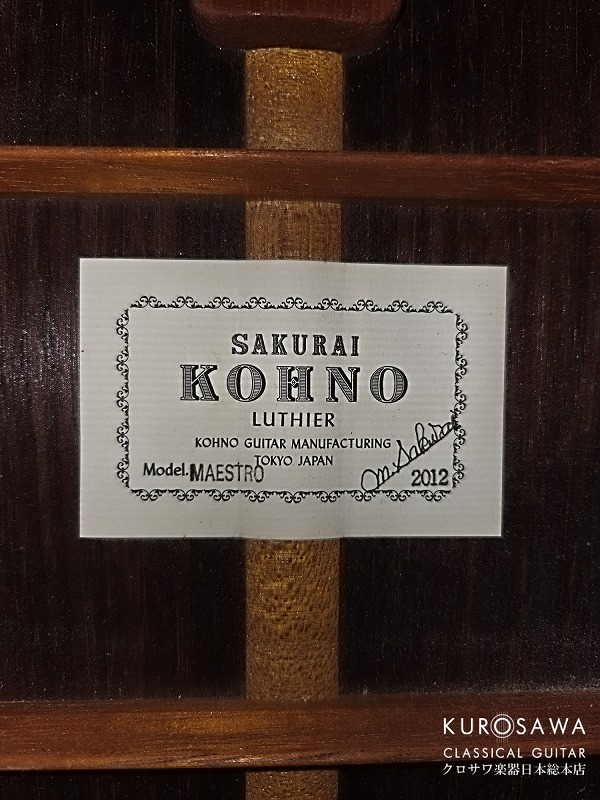 SAKURAI
KOHNO
LUTHIER
KOHNO GUITAR MANUFACTURING
TOKYO JAPAN
Model.MAESTRO
M. Sakurai
2012
KUROSAWA
CLASSICAL GUITAR
クロサワ楽器日本総本店